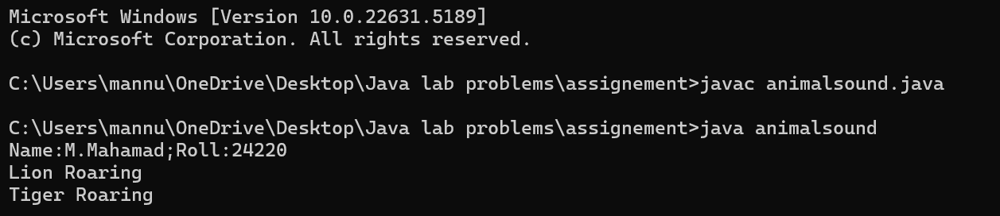 Microsoft Windows [Version 10.0.22631.5189]
(c) Microsoft Corporation. All rights reserved.
C:\Users\mannu\OneDrive\Desktop\Java lab problems\assignement>javac animalsound.java
C:\Users\mannu\OneDrive\Desktop\Java lab problems\assignement>java animalsound
Name:M.Mahamad;Roll:24220
Lion Roaring
Tiger Roaring